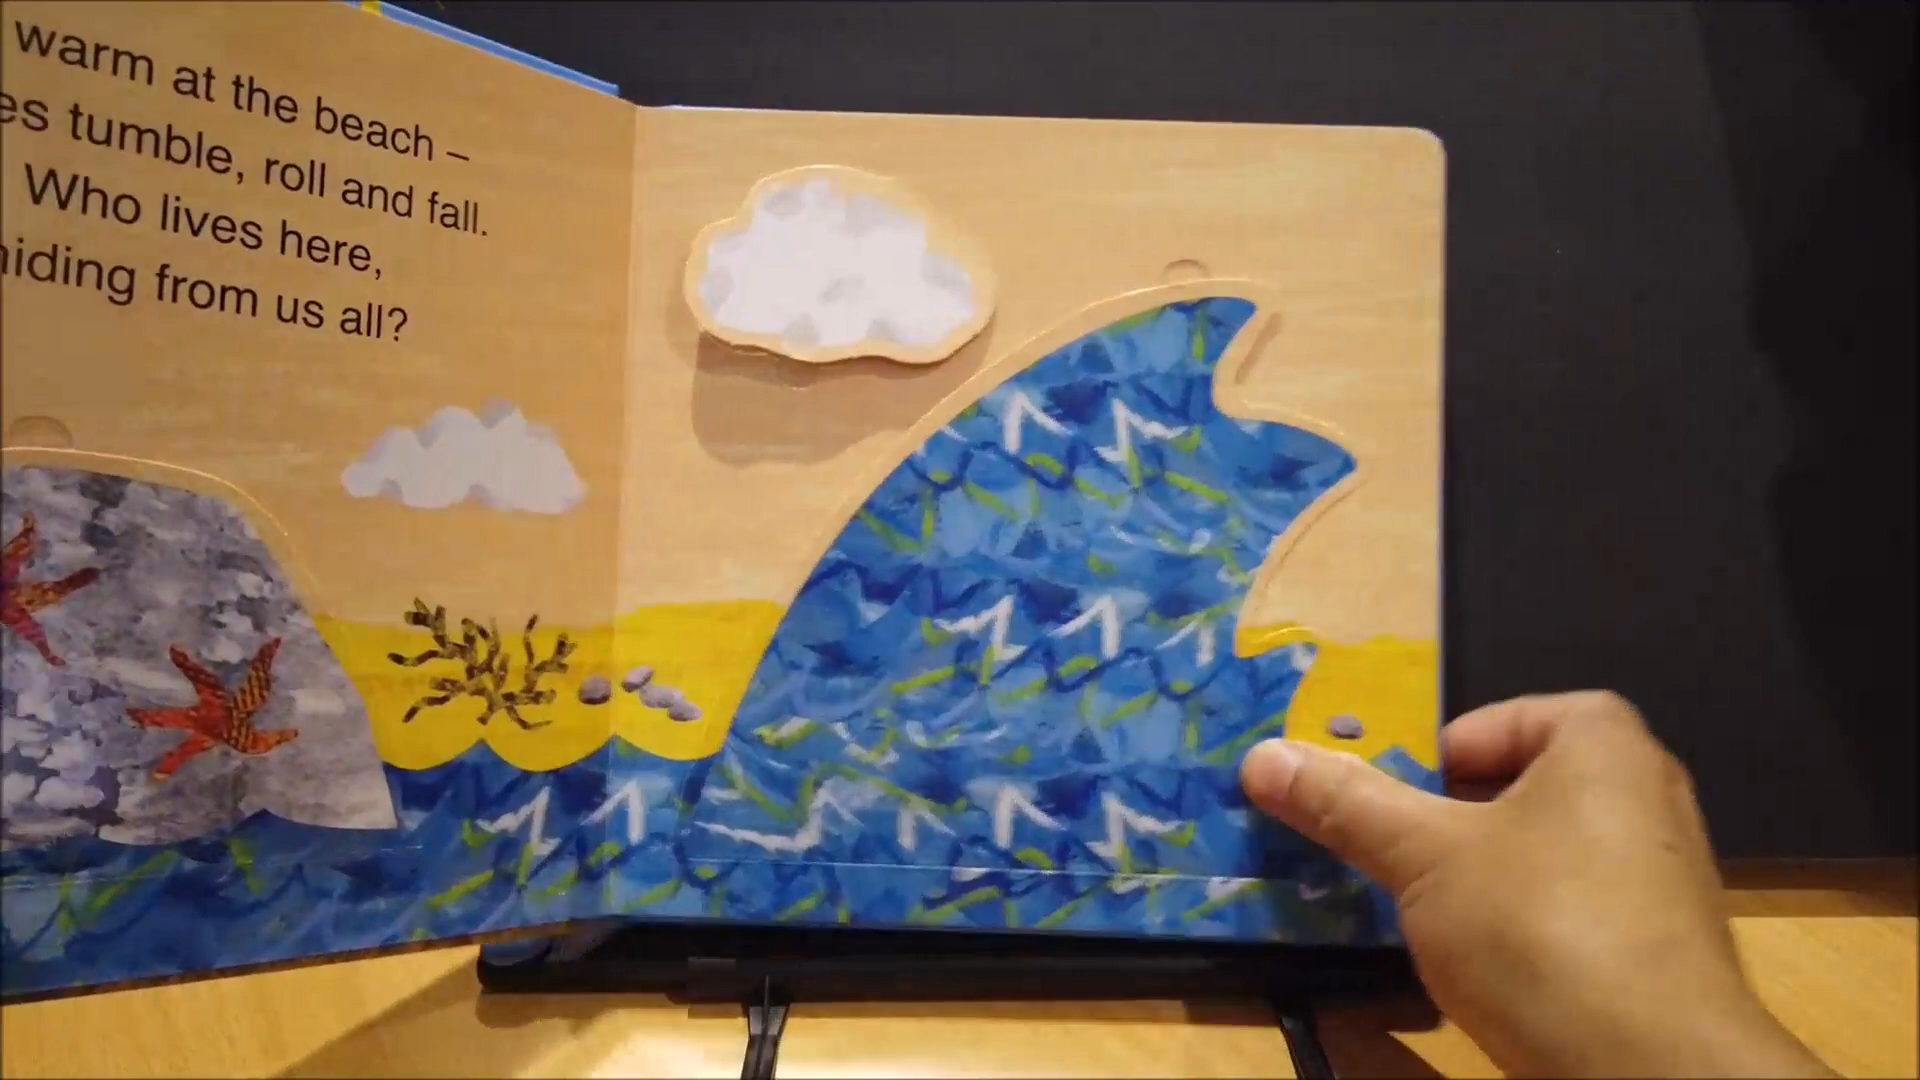 warm at the beach –
es tumble, roll and fall.
Who lives here,
hiding from us all?